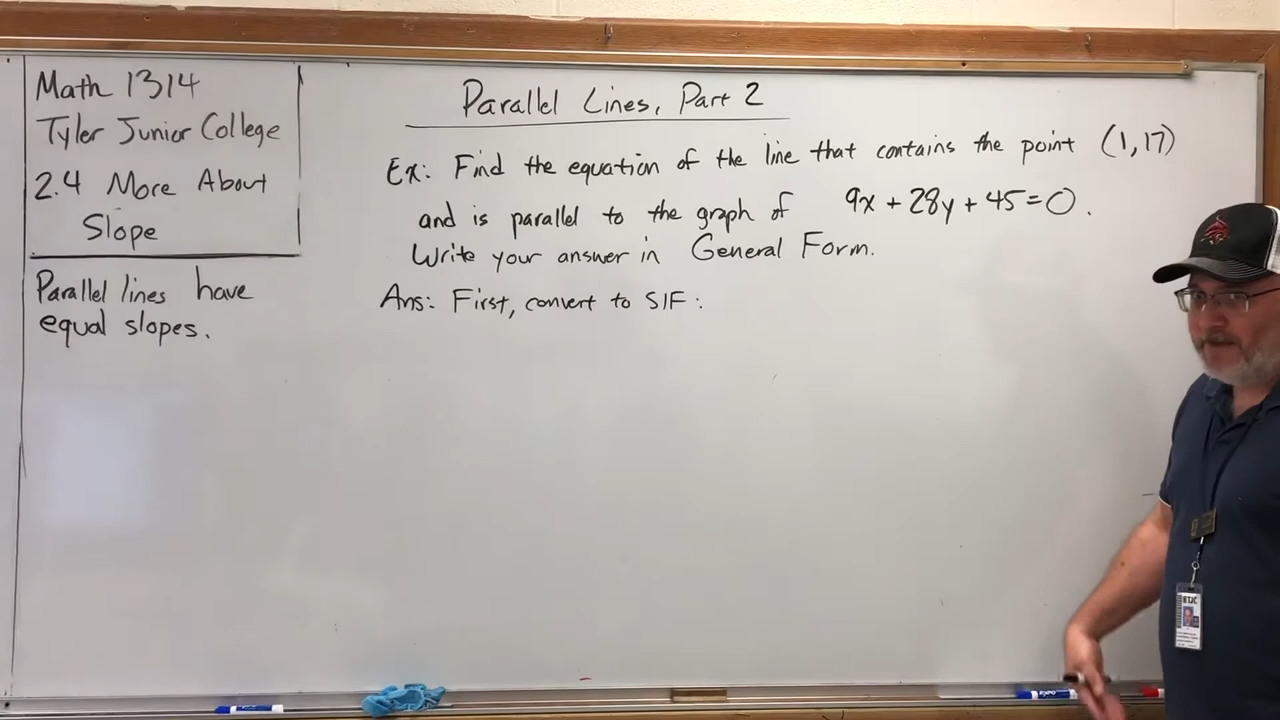 Math 1314
Tyler Junior College
2.4 More About
Slope
Parallel lines have
equal slopes.
Parallel Lines, Part 2
Ex: Find the equation of the line that contains the point (1,17)
and is parallel to the graph of 9x + 28y + 45 = 0.
Write your answer in General Form.
Ans: First, convert to SIF:
EXPO
TJC